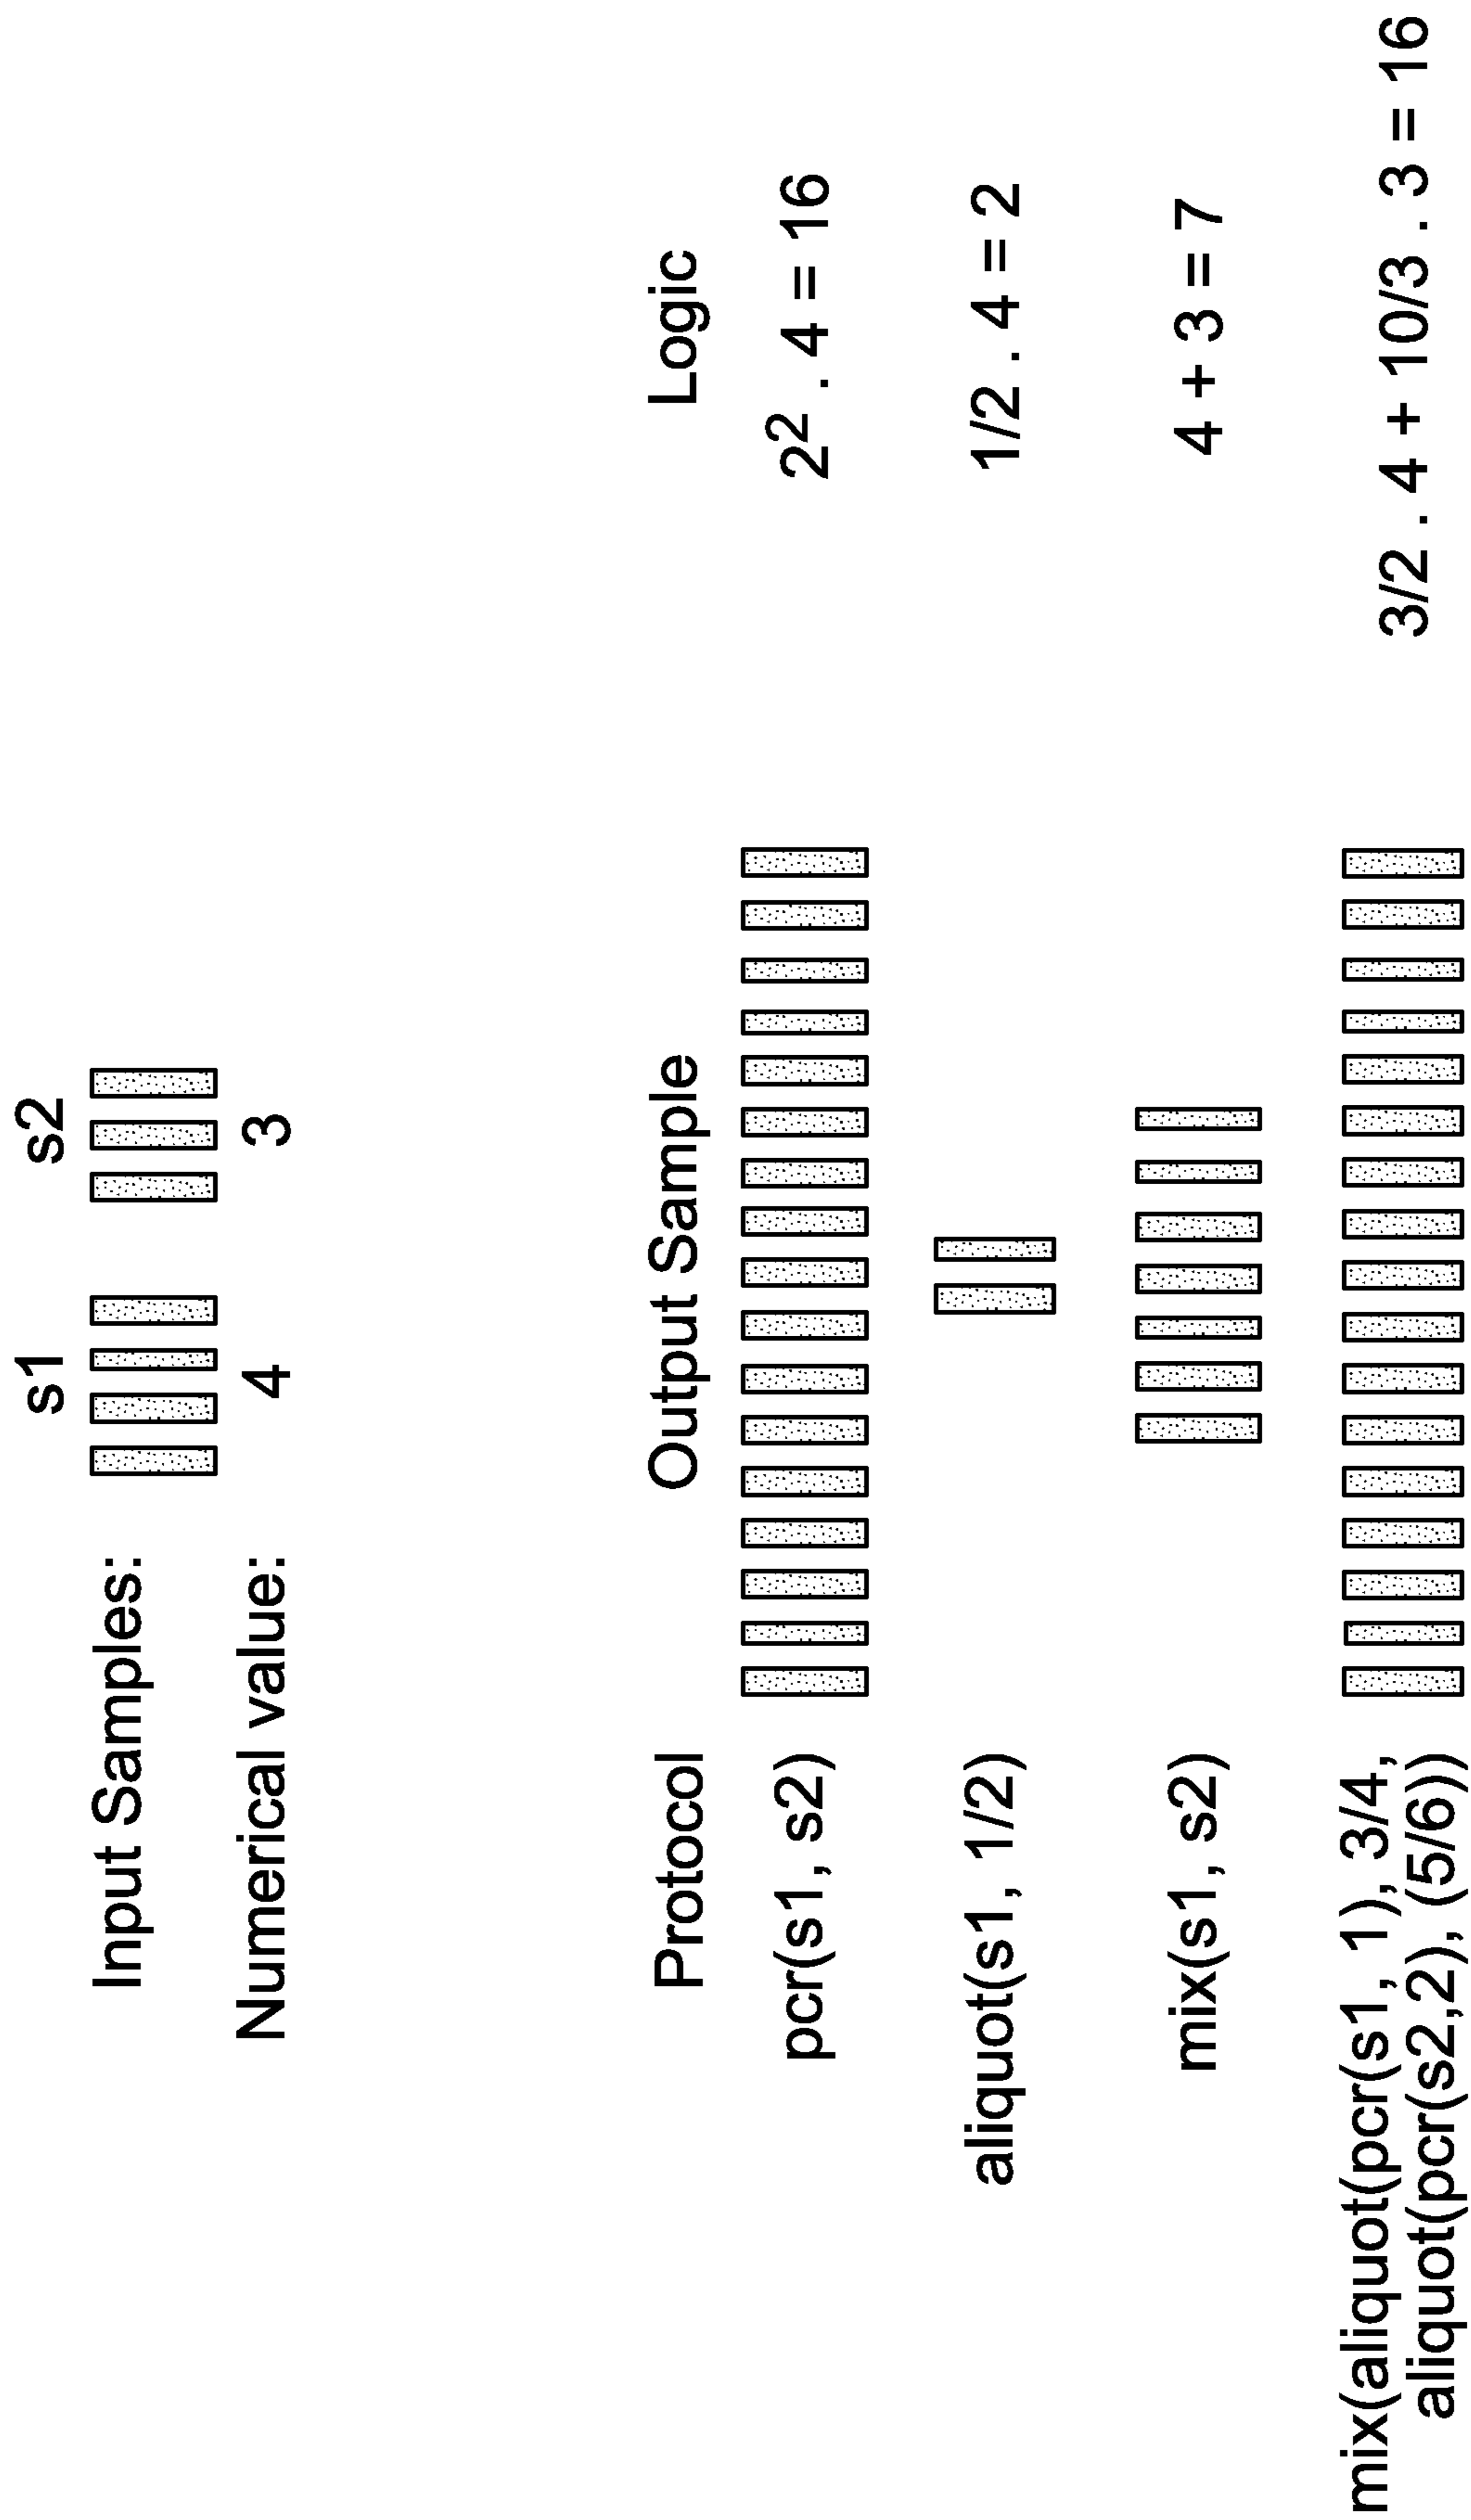 s1 s2
Input Samples:
Numerical value: 4 3
Protocol Output Sample Logic
pcr(s1, s2) 2² . 4 = 16
aliquot(s1, 1/2) 1/2 . 4 = 2
mix(s1, s2) 4 + 3 = 7
mix(aliquot(pcr(s1, 1), 3/4, 3/2 . 4 + 10/3 . 3 = 16
aliquot(pcr(s2,2), (5/6)))